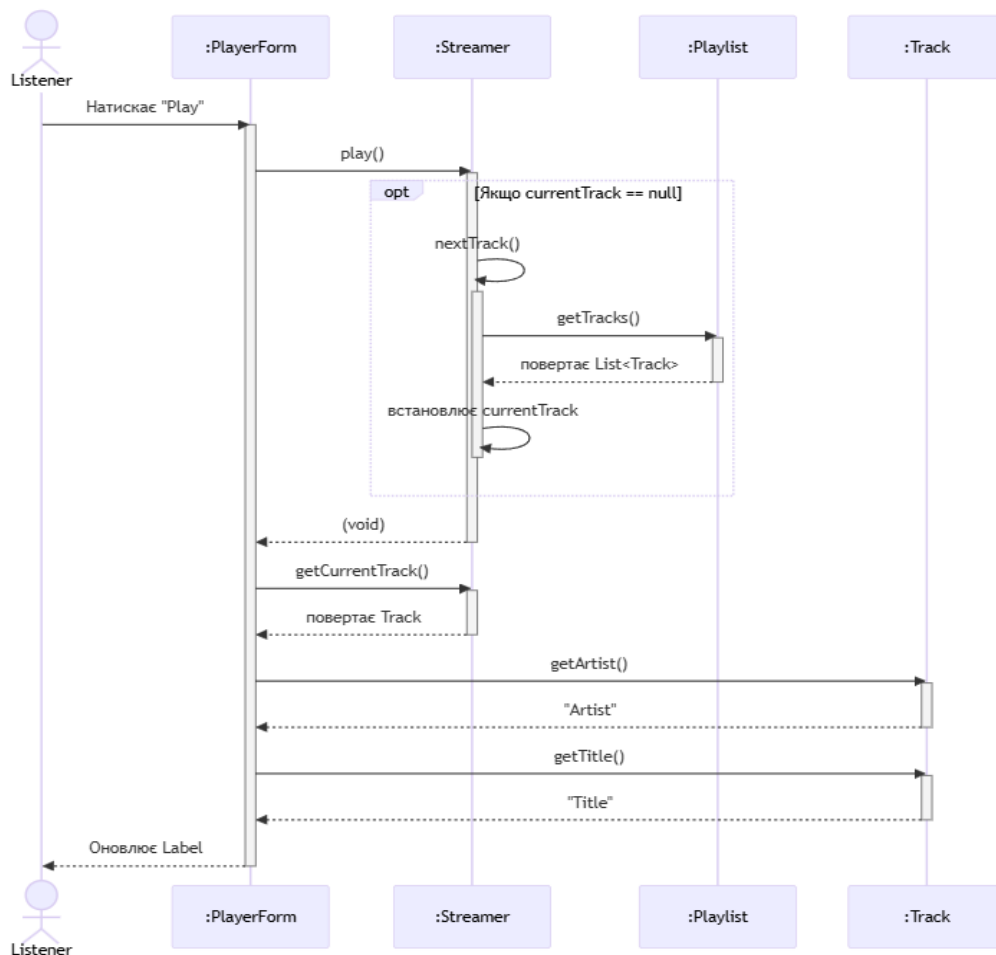 :PlayerForm
:Streamer
:Playlist
:Track
Listener
Натискає "Play"
play()
opt
[Якщо currentTrack == null]
nextTrack()
getTracks()
повертає List<Track>
встановлює currentTrack
(void)
getCurrentTrack()
повертає Track
getArtist()
"Artist"
getTitle()
"Title"
Оновлює Label
:PlayerForm
:Streamer
:Playlist
:Track
Listener